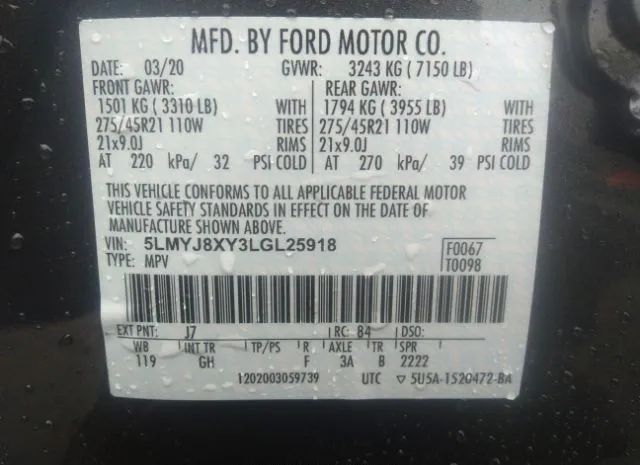 MFD. BY FORD MOTOR CO.
DATE: 03/20 GVWR: 3243 KG ( 7150 LB)
FRONT GAWR: REAR GAWR:
1501 KG ( 3310 LB) WITH 1794 KG ( 3955 LB) WITH
275/45R21 110W TIRES 275/45R21 110W TIRES
21x9.0J RIMS 21x9.0J RIMS
AT 220 kPa/ 32 PSI COLD AT 270 kPa/ 39 PSI COLD
THIS VEHICLE CONFORMS TO ALL APPLICABLE FEDERAL MOTOR
VEHICLE SAFETY STANDARDS IN EFFECT ON THE DATE OF
MANUFACTURE SHOWN ABOVE.
VIN: 5LMYJ8XY3LGL25918 F0067
TYPE: MPV T0098
EXT PNT: J7 RC: 84 DSO:
WB INT TR TP/PS R AXLE TR SPR
119 GH F 3A B 2222
1202003059739 UTC ▽ 5U5A-1520472-BA